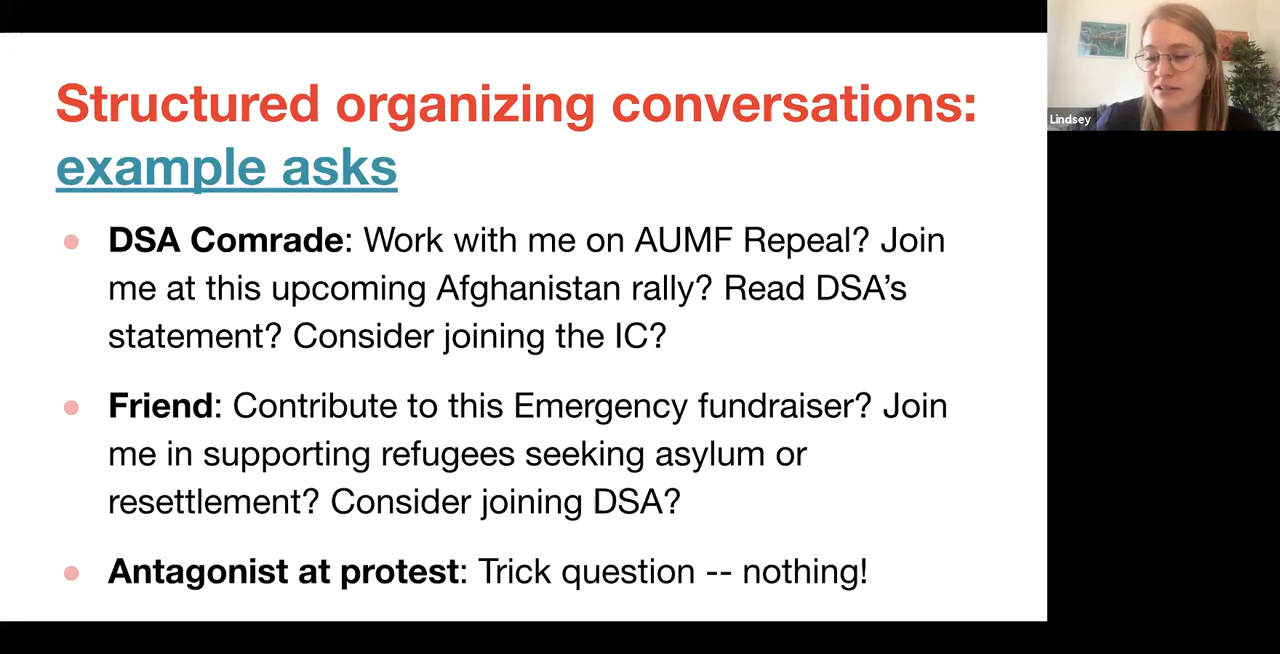 Structured organizing conversations:
example asks
Lindsey
● DSA Comrade: Work with me on AUMF Repeal? Join
me at this upcoming Afghanistan rally? Read DSA’s
statement? Consider joining the IC?
● Friend: Contribute to this Emergency fundraiser? Join
me in supporting refugees seeking asylum or
resettlement? Consider joining DSA?
● Antagonist at protest: Trick question -- nothing!